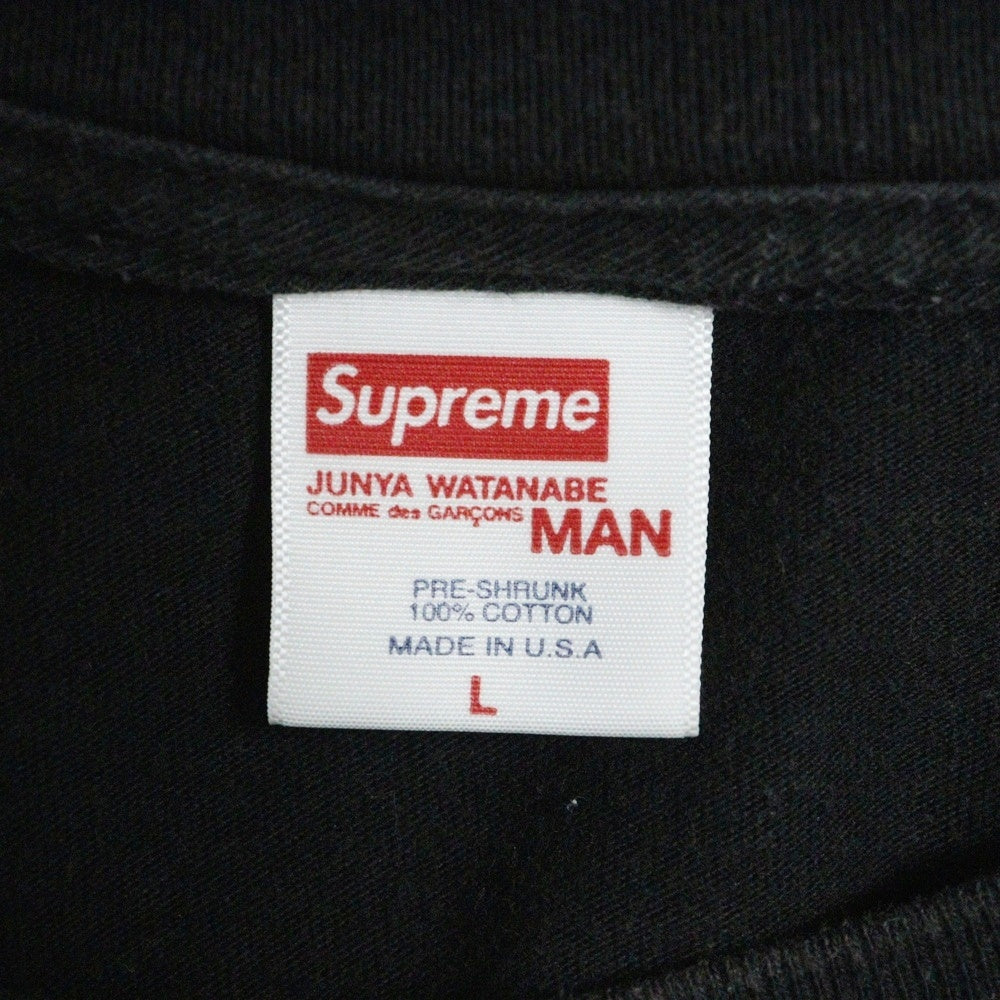 Supreme
JUNYA WATANABE
COMME des GARÇONS MAN
PRE-SHRUNK
100% COTTON
MADE IN U.S.A
L